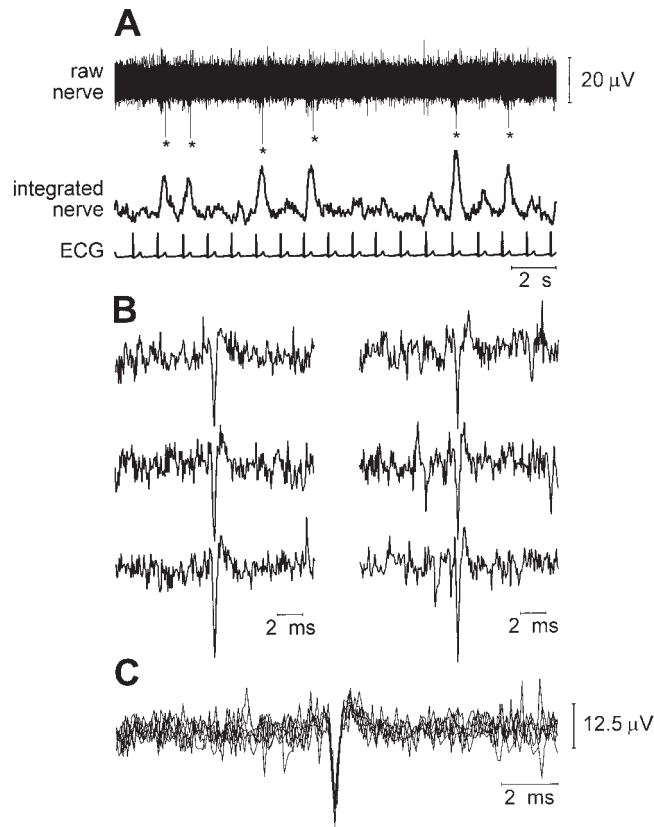 A
raw
nerve
20 µV
* * * * * *
integrated
nerve
ECG
2 s
B
2 ms
2 ms
C
12.5 µV
2 ms